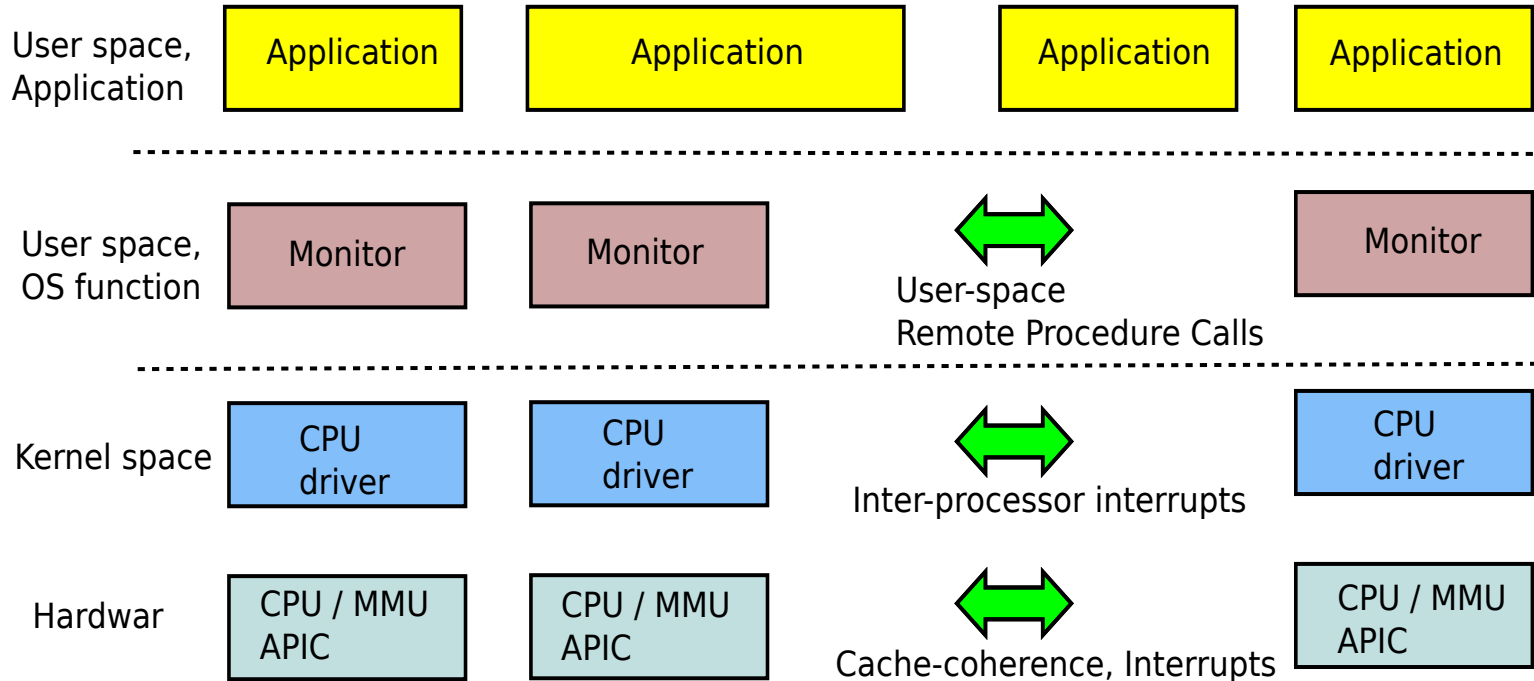 User space,
Application
Application
Application
Application
Application
User space,
OS function
Monitor
Monitor
User-space
Remote Procedure Calls
Monitor
Kernel space
CPU
driver
CPU
driver
Inter-processor interrupts
CPU
driver
Hardwar
CPU / MMU
APIC
CPU / MMU
APIC
Cache-coherence, Interrupts
CPU / MMU
APIC